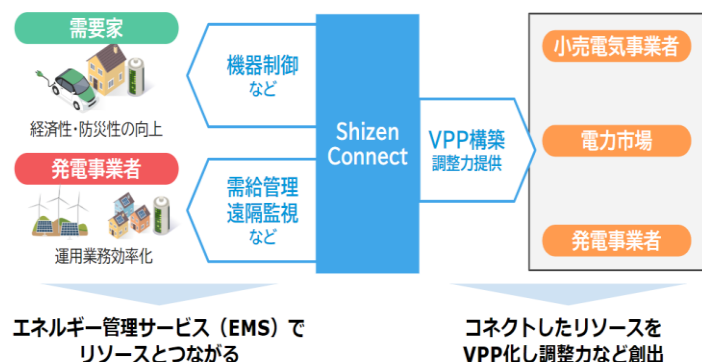 需要家
経済性・防災性の向上
発電事業者
運用業務効率化
機器制御
など
需給管理
遠隔監視
など
Shizen
Connect
VPP構築
調整力提供
小売電気事業者
電力市場
発電事業者
エネルギー管理サービス（EMS）で
リソースとつながる
コネクトしたリソースを
VPP化し調整力など創出